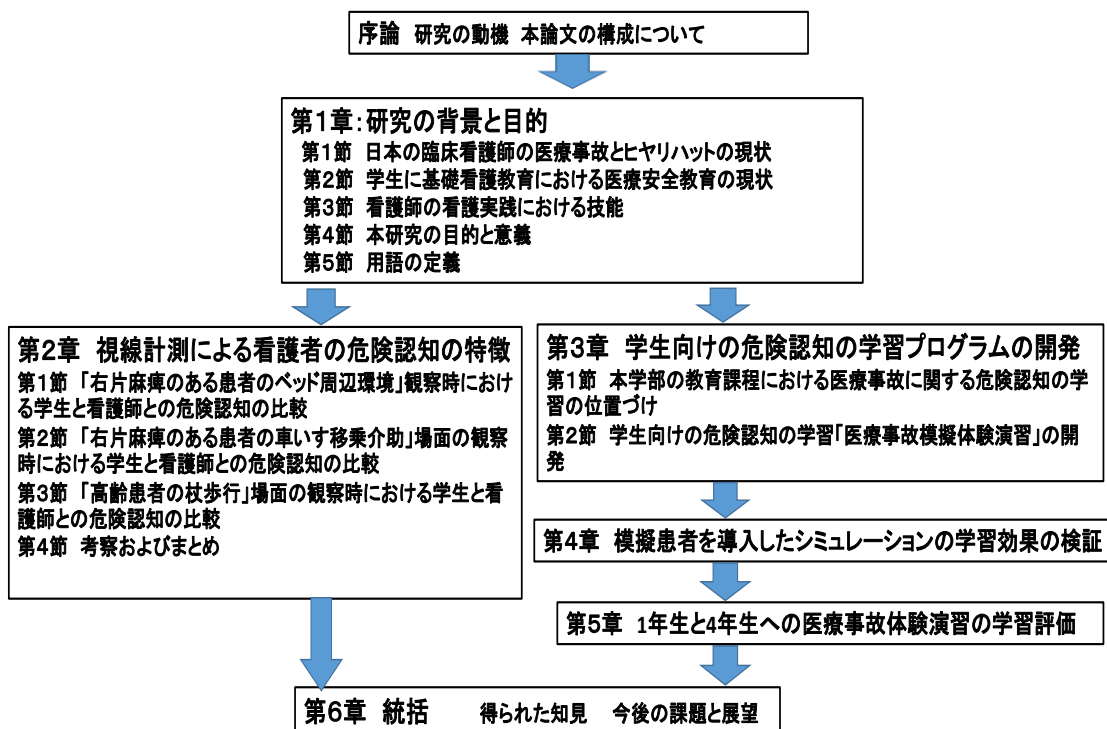 序論 研究の動機 本論文の構成について
第1章:研究の背景と目的
第1節 日本の臨床看護師の医療事故とヒヤリハットの現状
第2節 学生に基礎看護教育における医療安全教育の現状
第3節 看護師の看護実践における技能
第4節 本研究の目的と意義
第5節 用語の定義
第2章 視線計測による看護者の危険認知の特徴
第1節 「右片麻痺のある患者のベッド周辺環境」観察時におけ
る学生と看護師との危険認知の比較
第2節 「右片麻痺のある患者の車いす移乗介助」場面の観察
時における学生と看護師との危険認知の比較
第3節 「高齢患者の杖歩行」場面の観察時における学生と看
護師との危険認知の比較
第4節 考察およびまとめ
第3章 学生向けの危険認知の学習プログラムの開発
第1節 本学部の教育課程における医療事故に関する危険認知の学
習の位置づけ
第2節 学生向けの危険認知の学習「医療事故模擬体験演習」の開
発
第4章 模擬患者を導入したシミュレーションの学習効果の検証
第5章 1年生と4年生への医療事故体験演習の学習評価
第6章 統括 得られた知見 今後の課題と展望